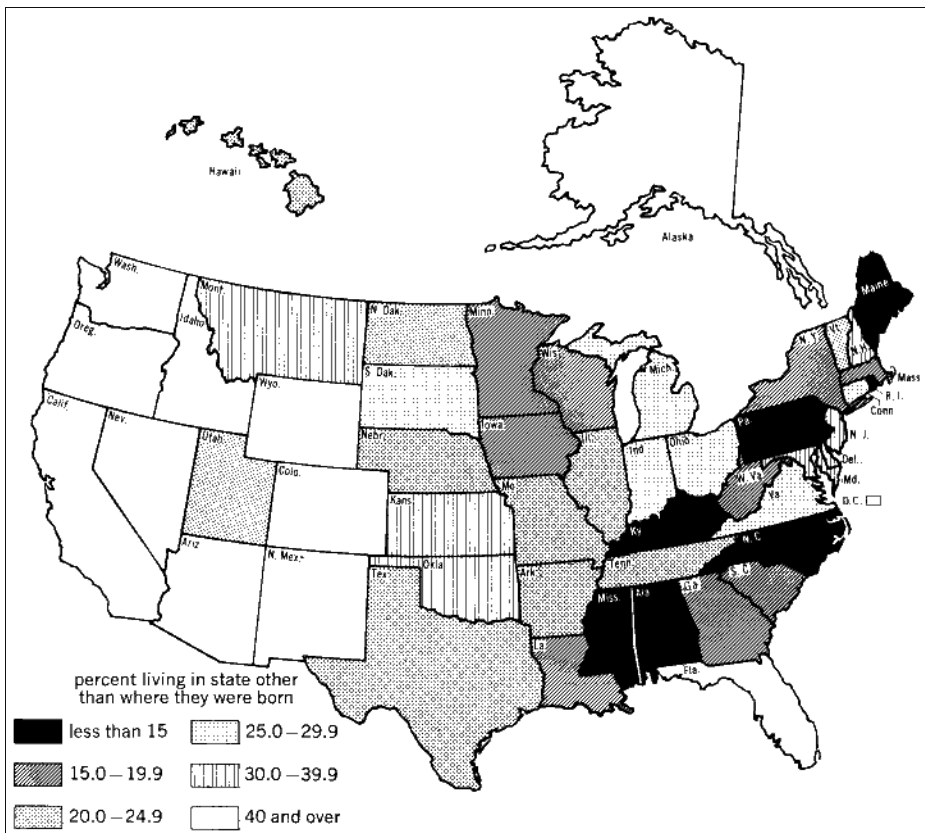 Hawaii
Alaska
Wash.
Mont.
Idaho
N. Dak.
Minn.
Maine
Oreg.
S. Dak.
Wis.
Mich.
N. Y.
Vt.
N.H.
Mass
R. I.
Conn
Wyo.
Calif.
Nev.
Utah
Nebr.
Iowa.
Ill.
Ind
Ohio
Pa.
N. J.
Del.
Md.
D.C.
Colo.
Kans.
Mo
W. Va
Va
Ky
Ariz
N. Mex.
Okla
Tex.
Ark.
Tenn.
N. C
S. C
Miss.
Ala
Ga
La.
Fla.
percent living in state other
than where they were born
less than 15
25.0–29.9
15.0–19.9
30.0–39.9
20.0–24.9
40 and over